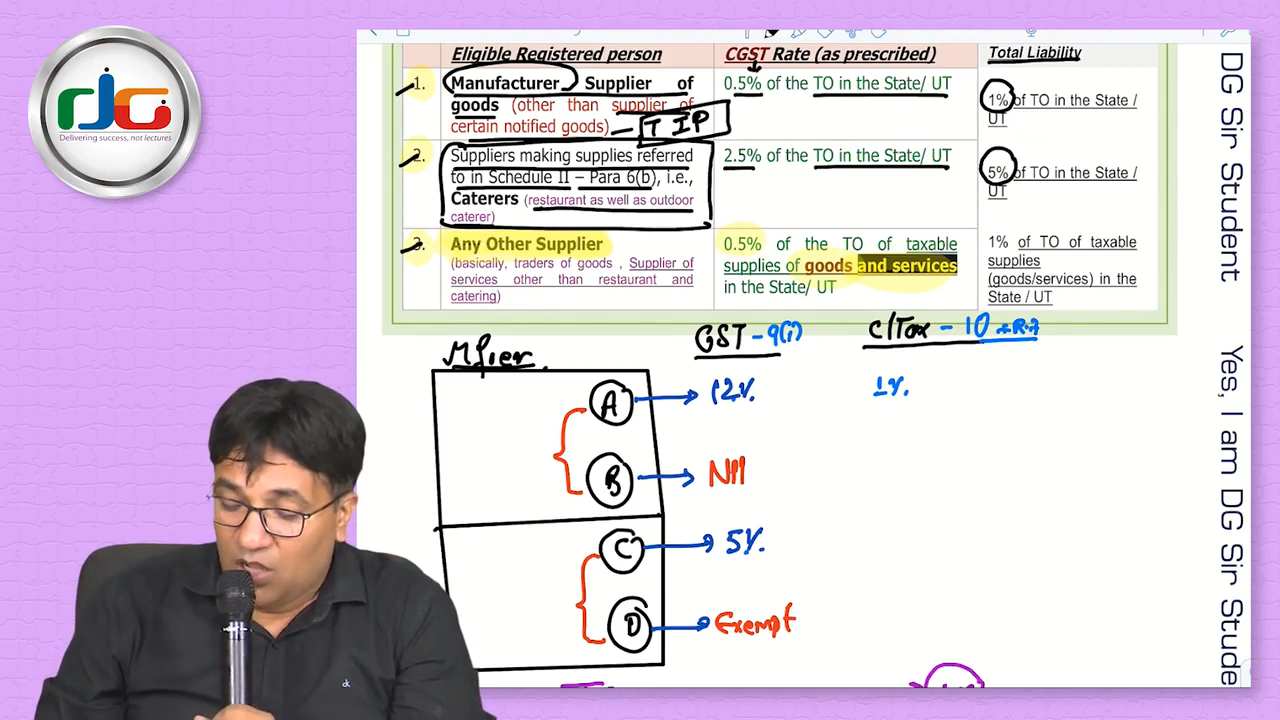 Delivering success, not lectures
Eligible Registered person
CGST Rate (as prescribed)
Total Liability
1.
Manufacturer Supplier of
goods (other than supplier of
certain notified goods)
T IP
0.5% of the TO in the State/ UT
1% of TO in the State /
UT
2.
Suppliers making supplies referred
to in Schedule II – Para 6(b), i.e.,
Caterers (restaurant as well as outdoor
caterer)
2.5% of the TO in the State/ UT
5% of TO in the State /
UT
3.
Any Other Supplier
(basically, traders of goods , Supplier of
services other than restaurant and
catering)
0.5% of the TO of taxable
supplies of goods and services
in the State/ UT
1% of TO of taxable
supplies
(goods/services) in the
State / UT
Mfier
GST - 9(1)
C/Tax - 10 + R.7
A
12%.
1%.
B
Nil
C
5%.
D
Exempt
DG Sir Student
Yes, I am DG Sir Stude
dk